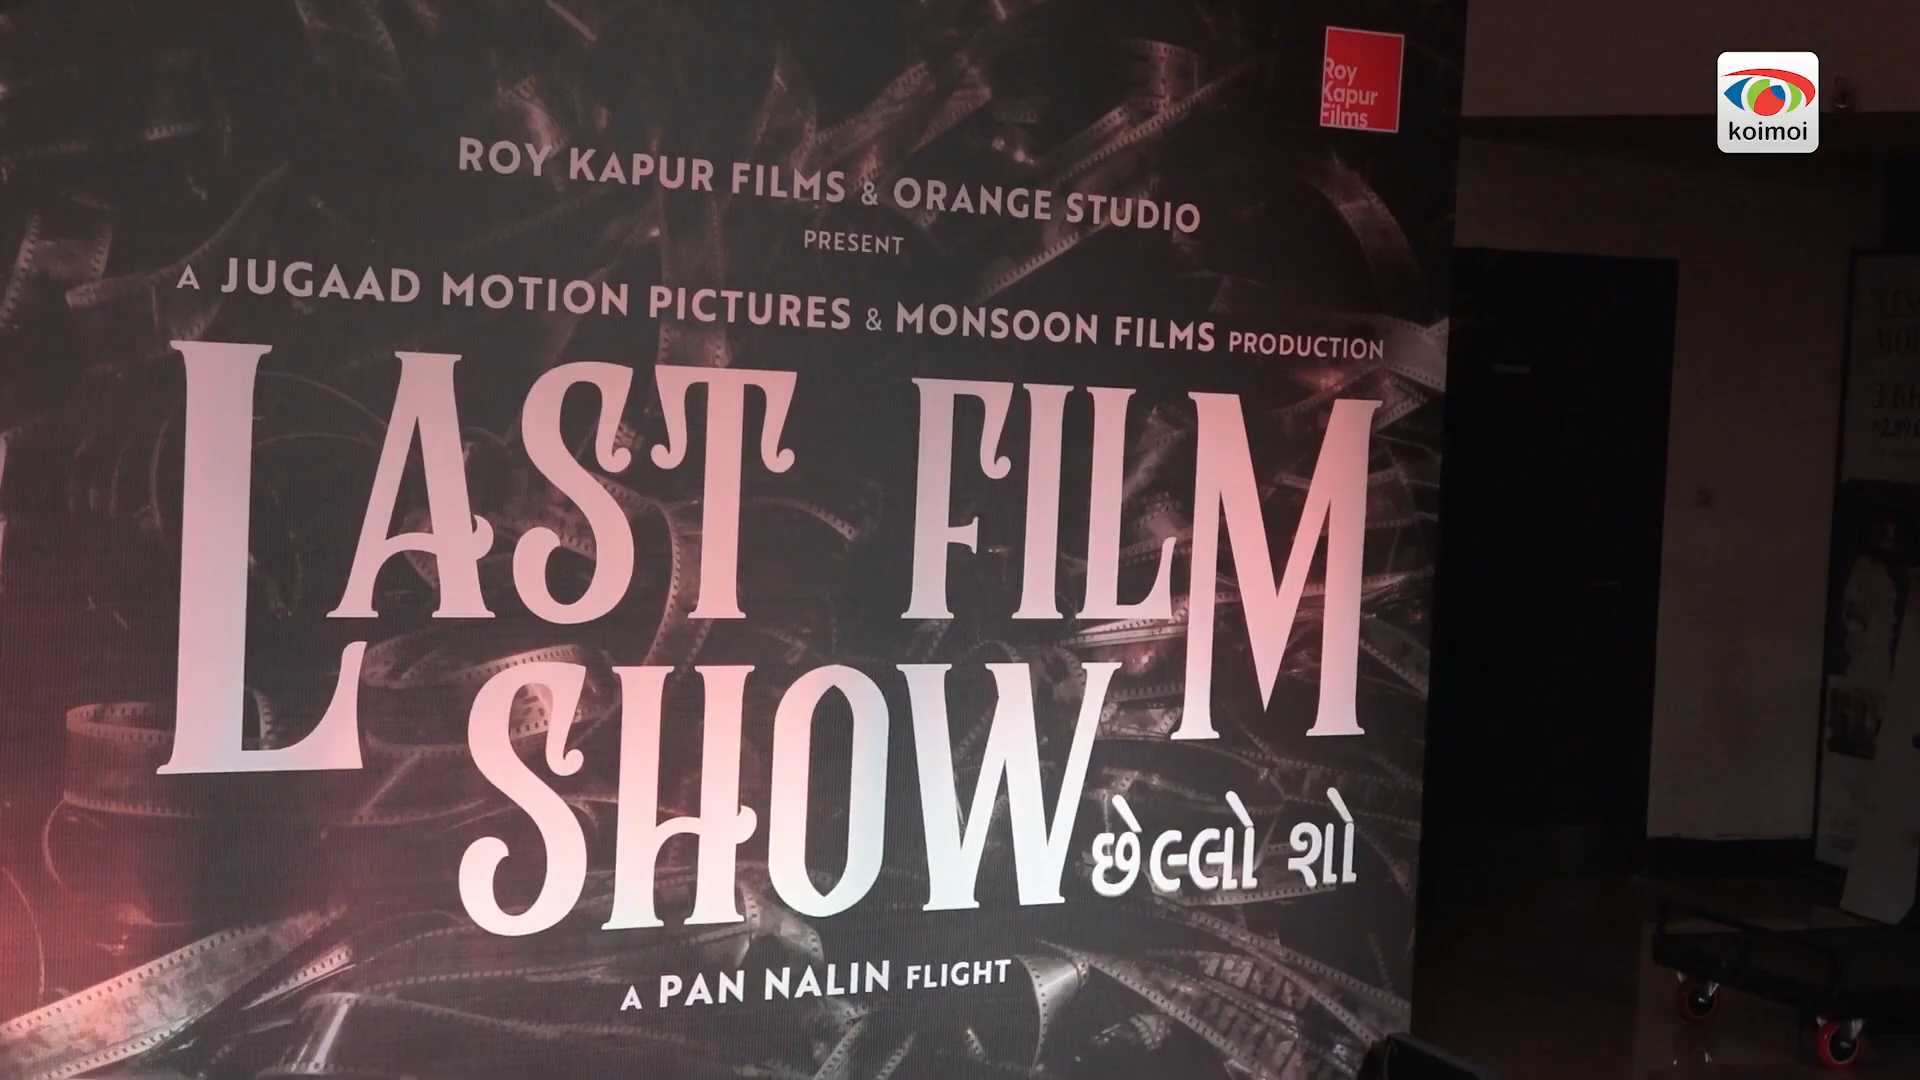 Roy
Kapur
Films
koimoi
ROY KAPUR FILMS & ORANGE STUDIO
PRESENT
A JUGAAD MOTION PICTURES & MONSOON FILMS PRODUCTION
LAST FILM
SHOW
છેલ્લો શો
A PAN NALIN FLIGHT